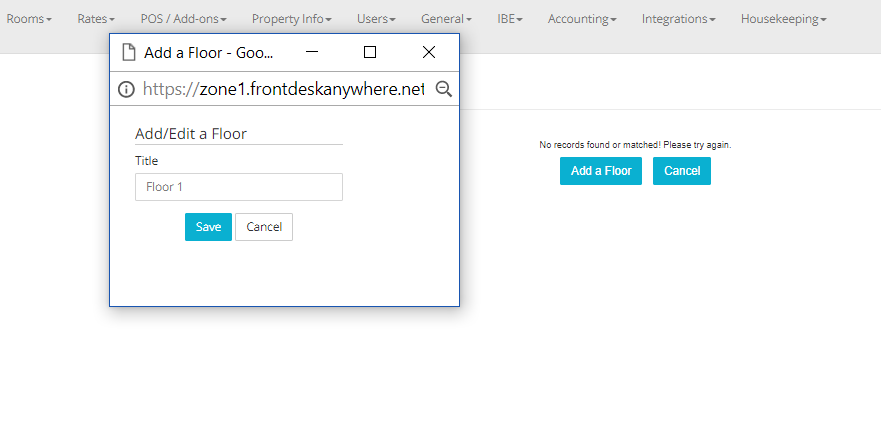 Rooms Rates POS / Add-ons Property Info Users General IBE Accounting Integrations Housekeeping
Add a Floor - Goo...
https://zone1.frontdeskanywhere.net
Add/Edit a Floor
Title
Floor 1
Save Cancel
No records found or matched! Please try again.
Add a Floor Cancel